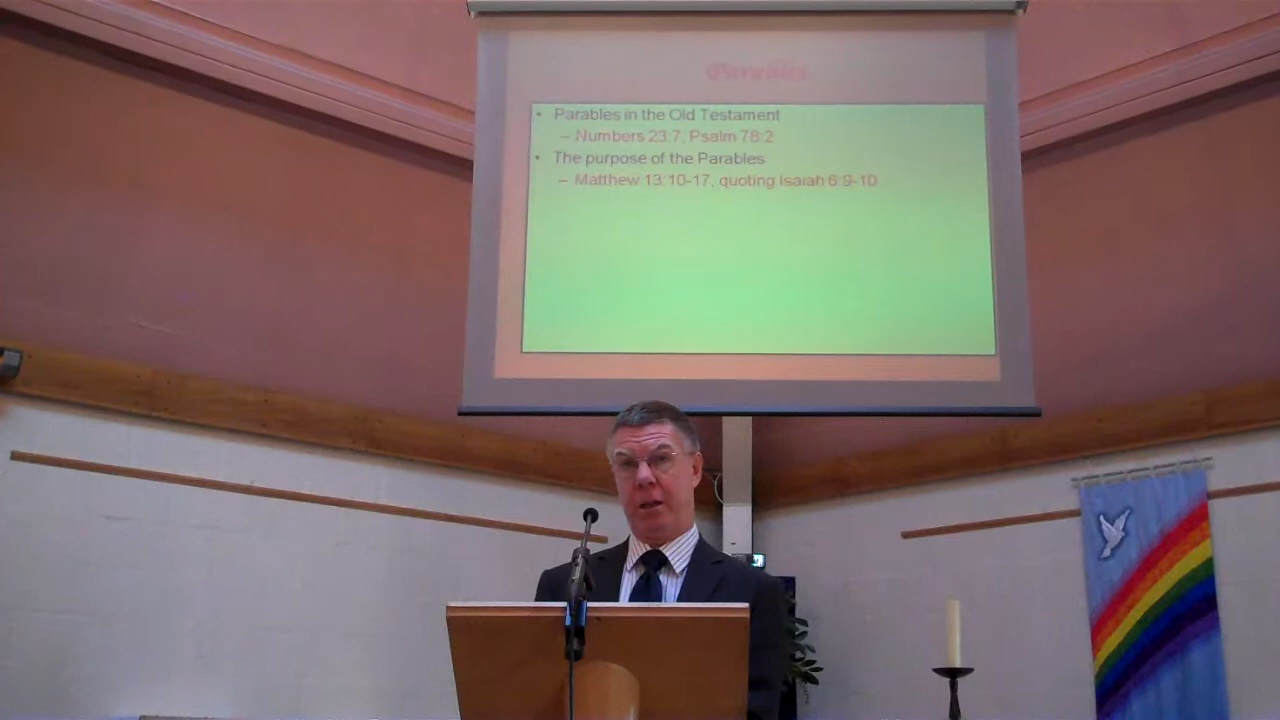 Parables
• Parables in the Old Testament
– Numbers 23:7, Psalm 78:2
• The purpose of the Parables
– Matthew 13:10-17, quoting Isaiah 6:9-10